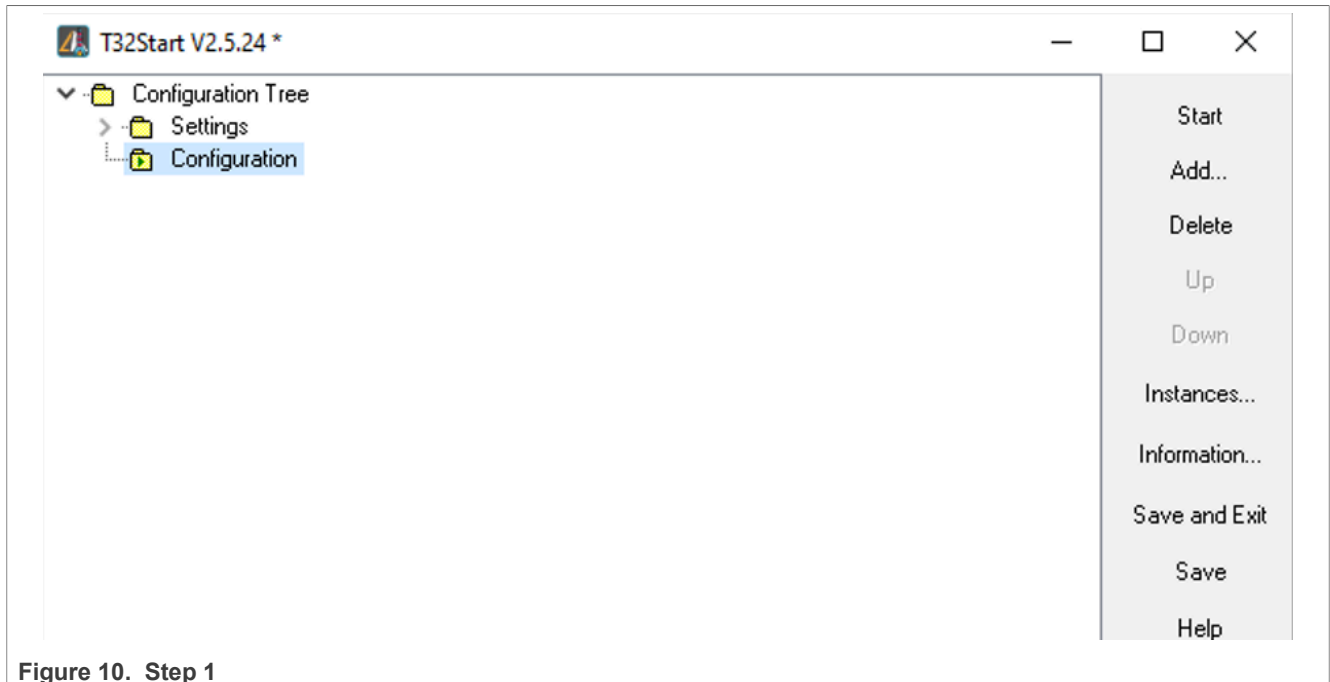 T32Start V2.5.24 *
Configuration Tree
Settings
Configuration
Start
Add...
Delete
Up
Down
Instances...
Information...
Save and Exit
Save
Help
Figure 10. Step 1